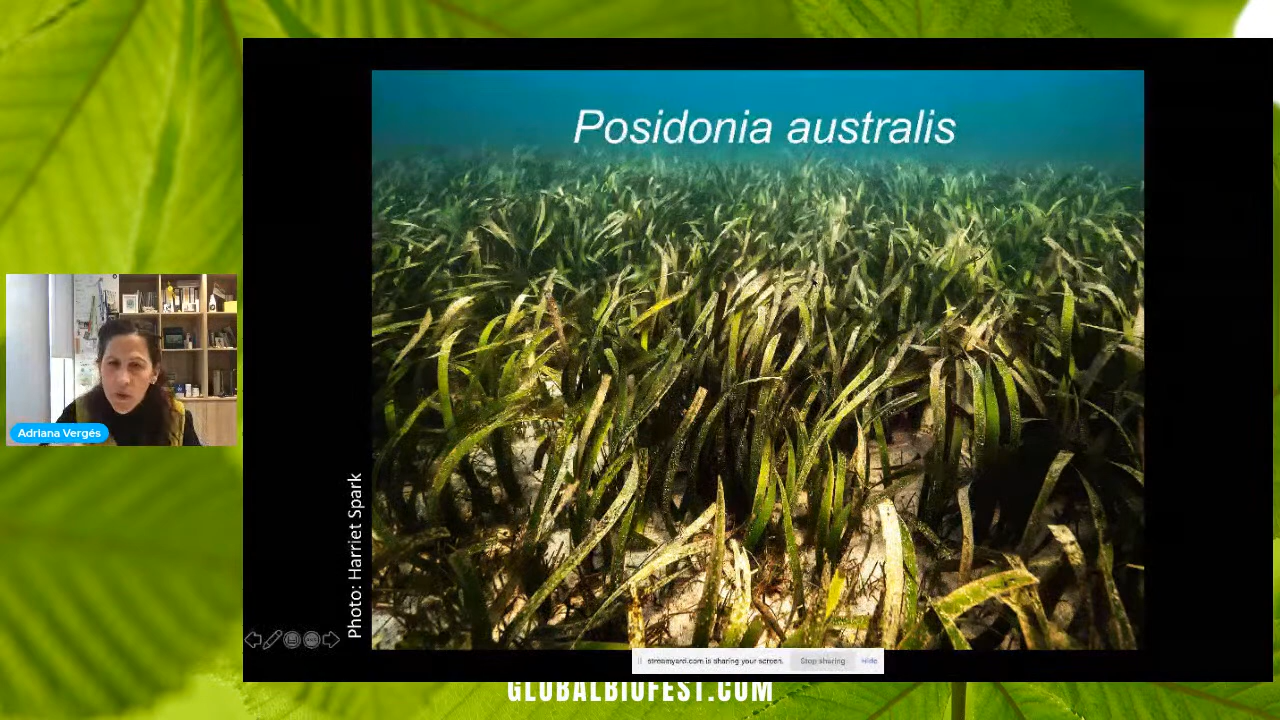 Posidonia australis
Adriana Vergés
Photo: Harriet Spark
streamyard.com is sharing your screen.
Stop sharing
Hide
GLOBALBIOFEST.COM